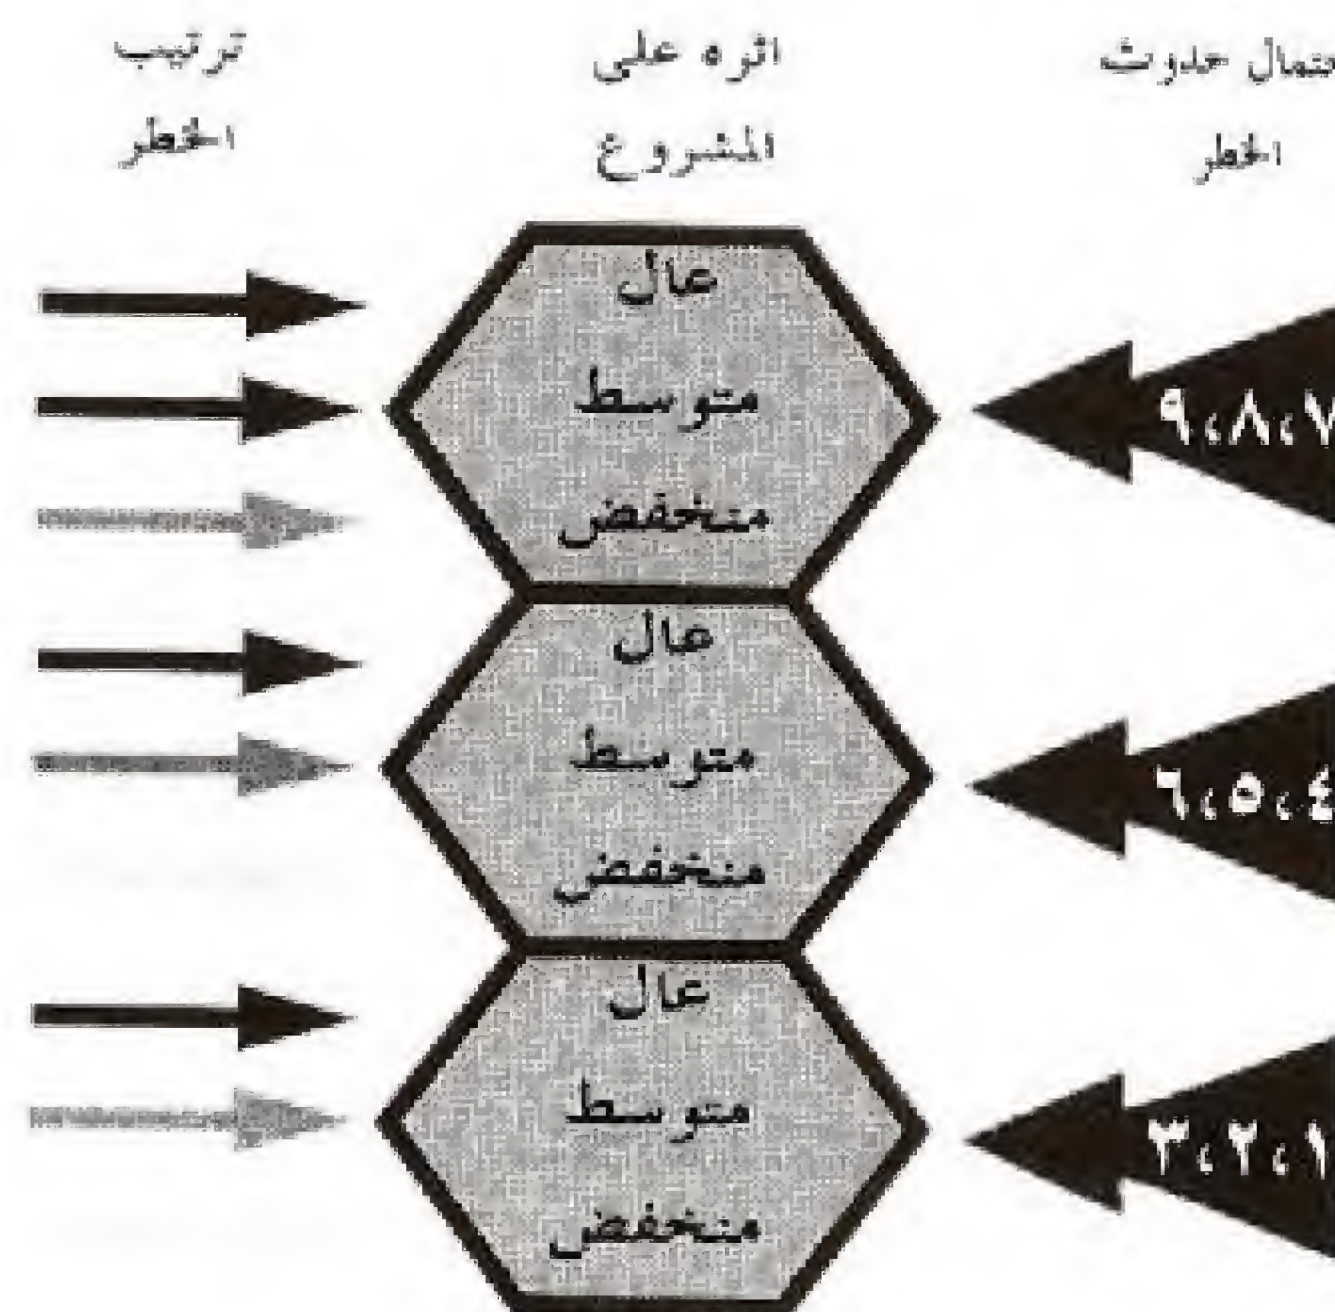 حتمال حدوث
الخطر
اثره على
المشروع
ترتيب
الخطر
عال
متوسط
منخفض
٩،٨،٧
عال
متوسط
منخفض
٦،٥،٤
عال
متوسط
منخفض
٣،٢،١